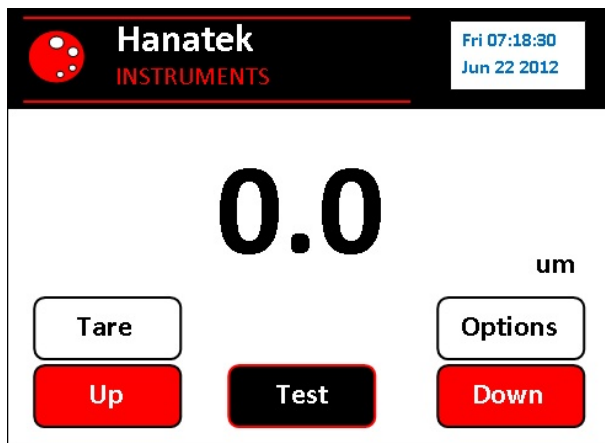 Hanatek
INSTRUMENTS
Fri 07:18:30
Jun 22 2012
0.0
um
Tare
Options
Up
Test
Down